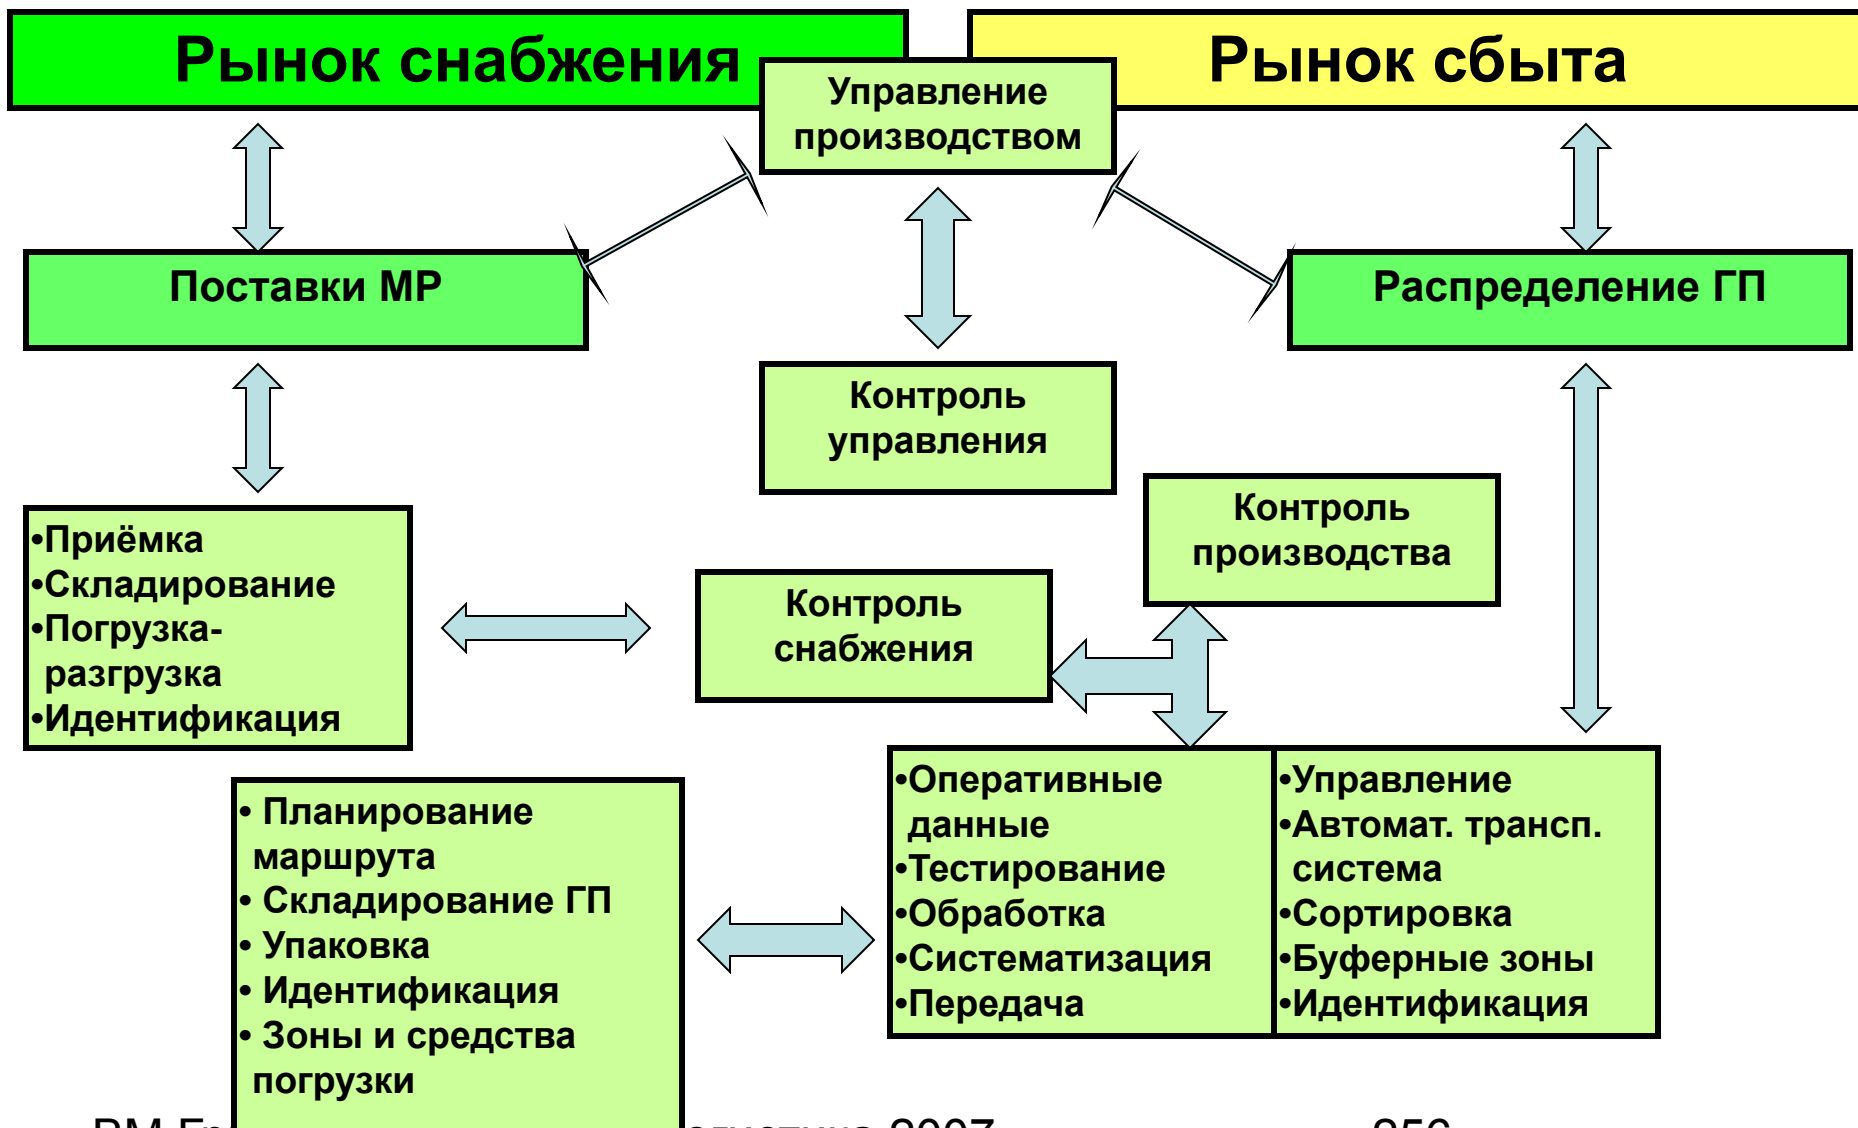 Рынок снабжения
Рынок сбыта
Управление
производством
Поставки МР
Распределение ГП
Контроль
управления
Контроль
производства
•Приёмка
•Складирование
•Погрузка-
разгрузка
•Идентификация
Контроль
снабжения
• Планирование
маршрута
• Складирование ГП
• Упаковка
• Идентификация
• Зоны и средства
погрузки
•Оперативные
данные
•Тестирование
•Обработка
•Систематизация
•Передача
•Управление
•Автомат. трансп.
система
•Сортировка
•Буферные зоны
•Идентификация
2007
256